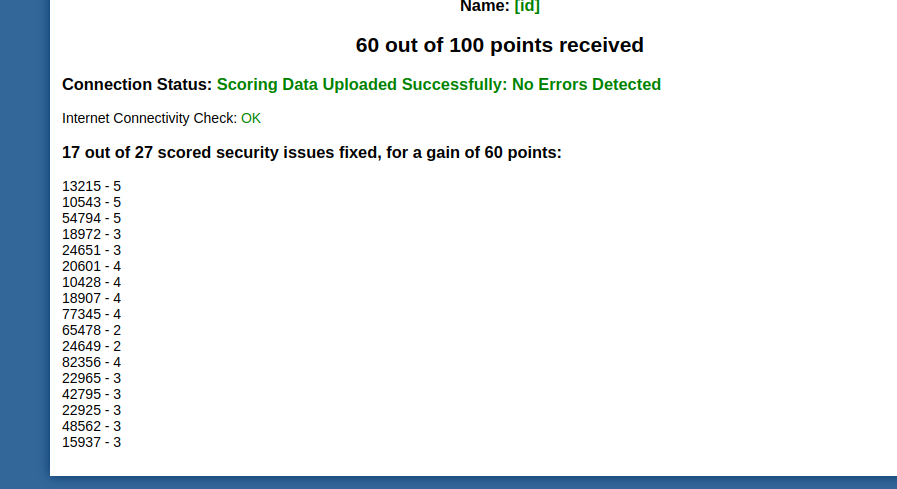 Name: [id]
60 out of 100 points received
Connection Status: Scoring Data Uploaded Successfully: No Errors Detected
Internet Connectivity Check: OK
17 out of 27 scored security issues fixed, for a gain of 60 points:
13215 - 5
10543 - 5
54794 - 5
18972 - 3
24651 - 3
20601 - 4
10428 - 4
18907 - 4
77345 - 4
65478 - 2
24649 - 2
82356 - 4
22965 - 3
42795 - 3
22925 - 3
48562 - 3
15937 - 3